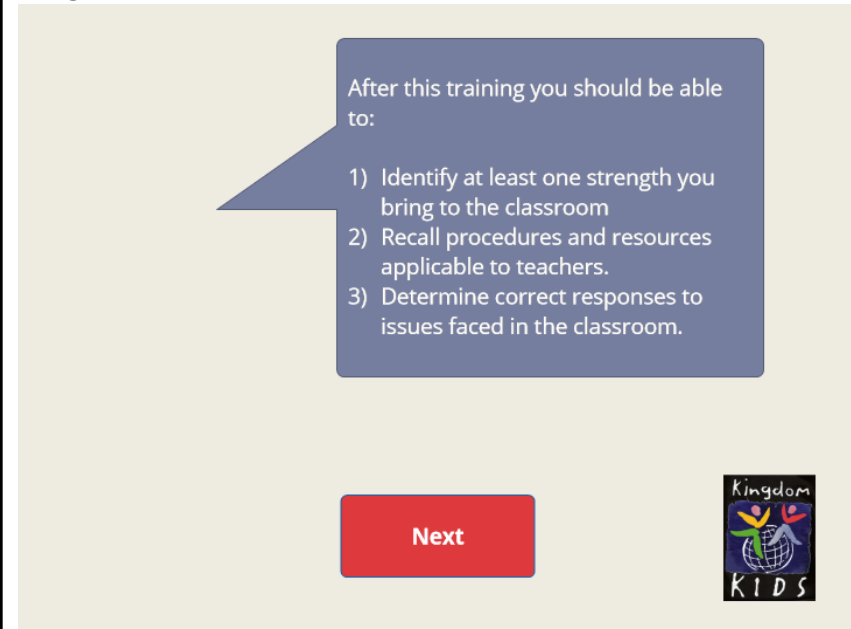 After this training you should be able
to:
1) Identify at least one strength you
bring to the classroom
2) Recall procedures and resources
applicable to teachers.
3) Determine correct responses to
issues faced in the classroom.
Next
Kingdom
KIDS